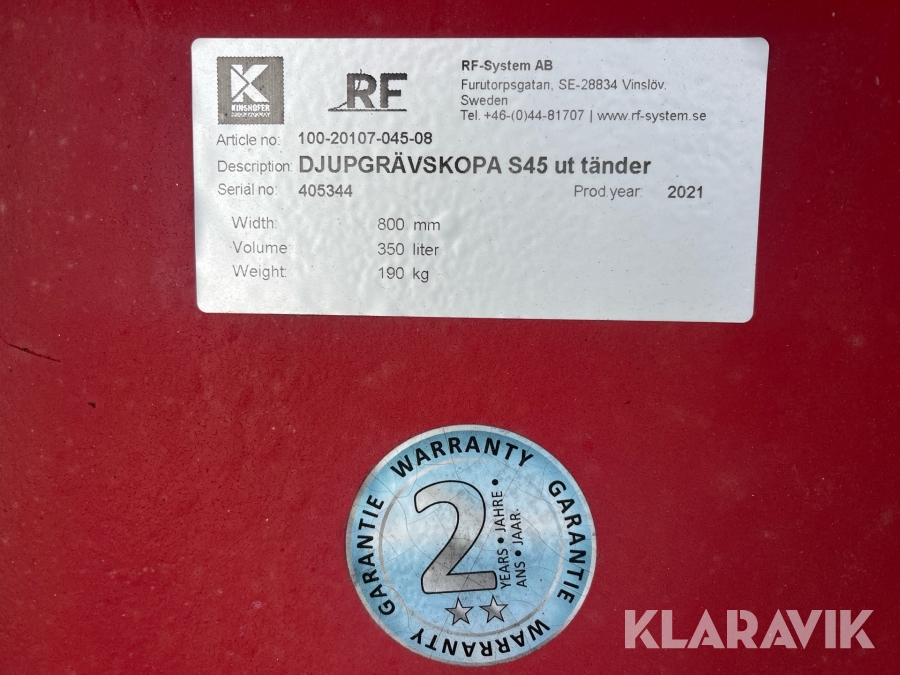 KINSHOFER
RF
RF-System AB
Furutorpsgatan, SE-28834 Vinslöv.
Sweden
Tel. +46-(0)44-81707 | www.rf-system.se
Article no: 100-20107-045-08
Description: DJUPGRÄVSKOPA S45 ut tänder
Serial no: 405344 Prod.year: 2021
Width: 800 mm
Volume: 350 liter
Weight: 190 kg
WARRANTY GARANTIE WARRANTY GARANTIE
2
YEARS • JAHRE •
ANS • JAAR
KLARAVIK